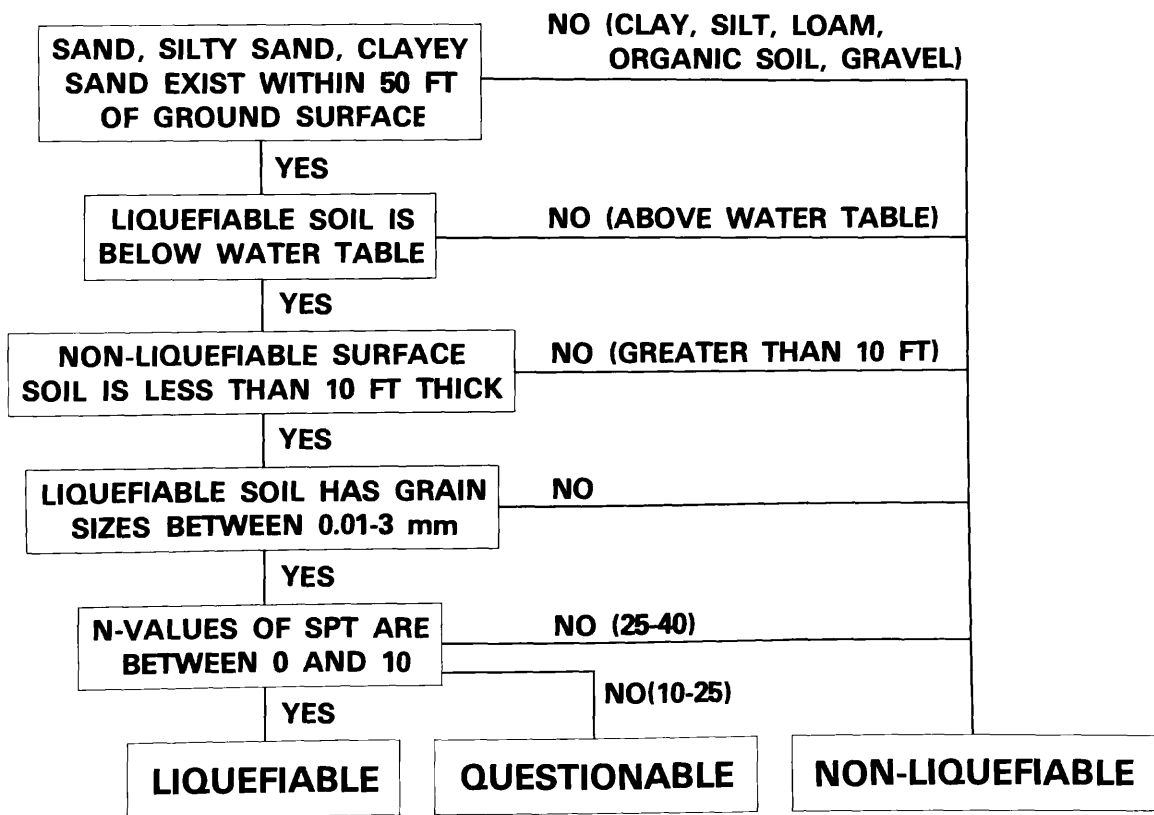 SAND, SILTY SAND, CLAYEY
SAND EXIST WITHIN 50 FT
OF GROUND SURFACE
NO (CLAY, SILT, LOAM,
ORGANIC SOIL, GRAVEL)
YES
LIQUEFIABLE SOIL IS
BELOW WATER TABLE
NO (ABOVE WATER TABLE)
YES
NON-LIQUEFIABLE SURFACE
SOIL IS LESS THAN 10 FT THICK
NO (GREATER THAN 10 FT)
YES
LIQUEFIABLE SOIL HAS GRAIN
SIZES BETWEEN 0.01-3 mm
NO
YES
N-VALUES OF SPT ARE
BETWEEN 0 AND 10
NO (25-40)
NO(10-25)
YES
LIQUEFIABLE
QUESTIONABLE
NON-LIQUEFIABLE